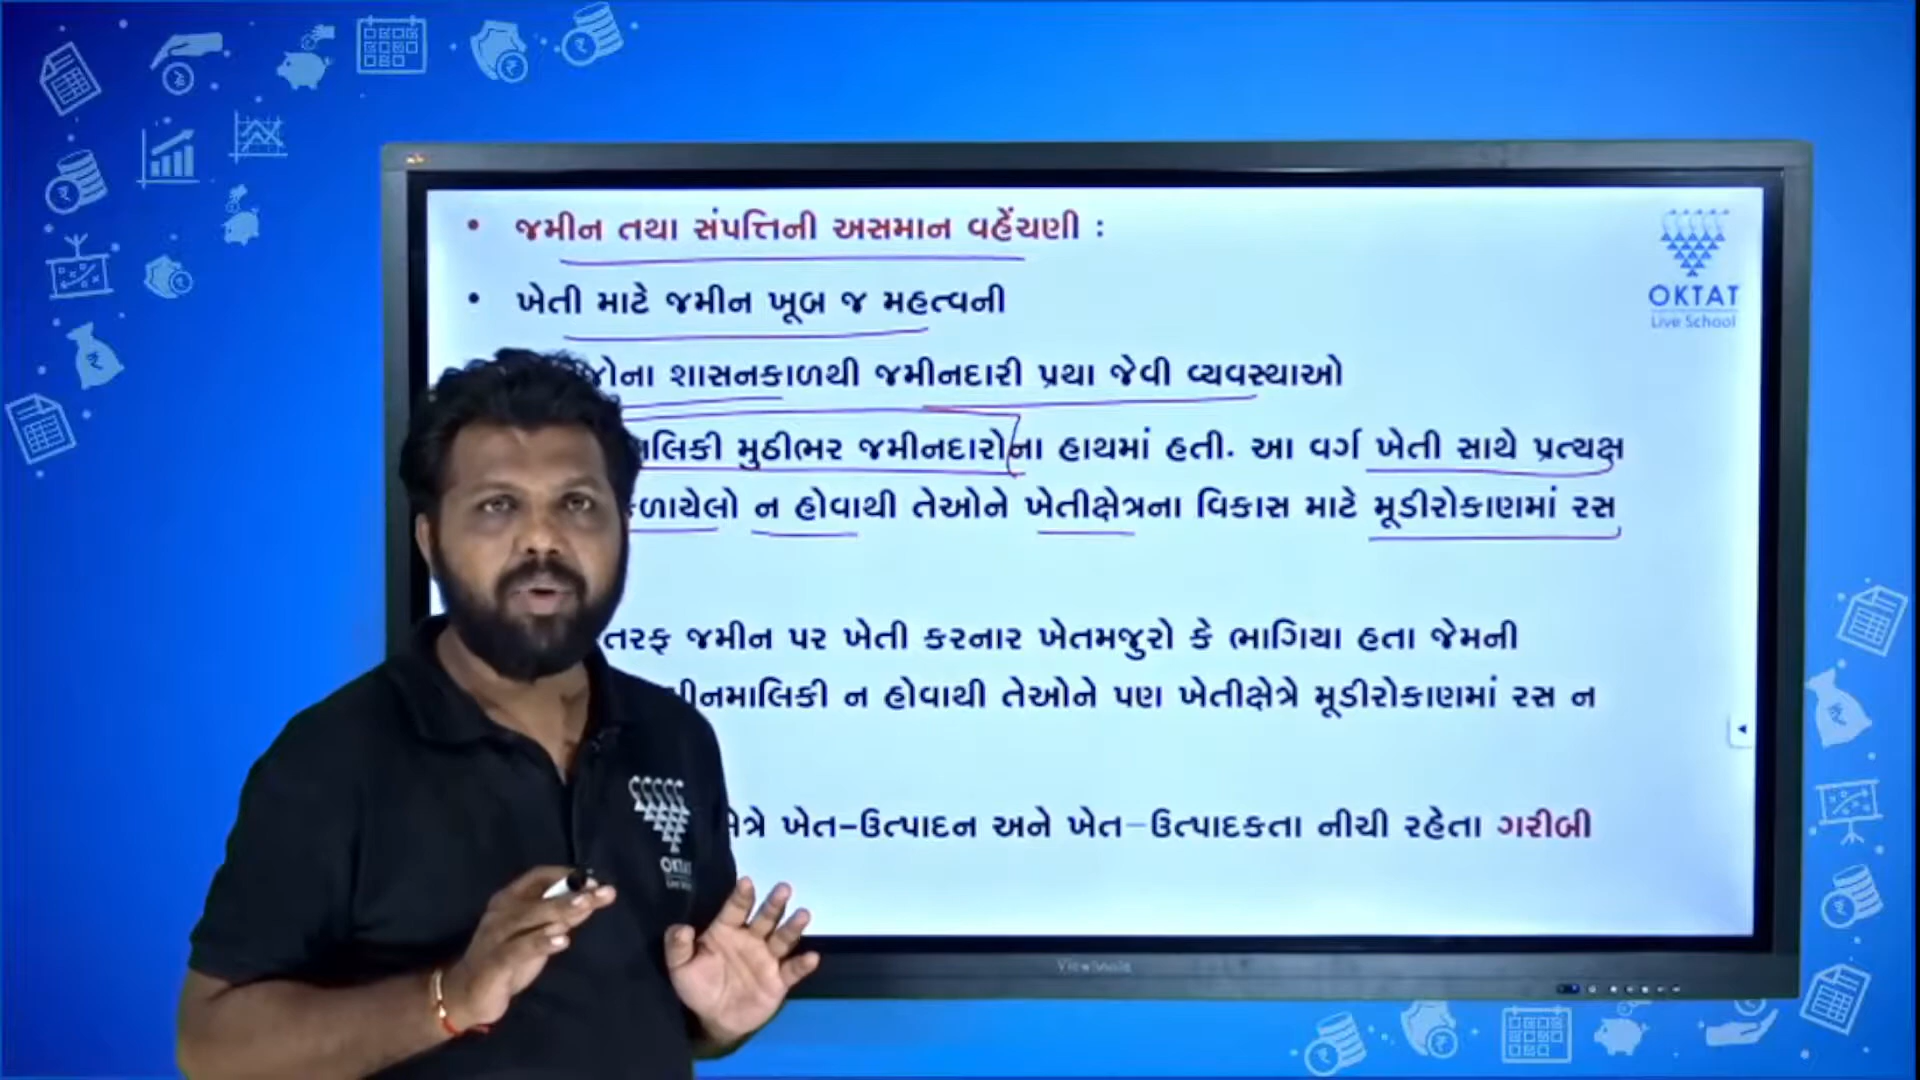 • જમીન તથા સંપત્તિની અસમાન વહેંચણી :
• ખેતી માટે જમીન ખૂબ જ મહત્વની
શાસનકાળથી જમીનદારી પ્રથા જેવી વ્યવસ્થાઓ
મુઠીભર જમીનદારોના હાથમાં હતી. આ વર્ગ ખેતી સાથે પ્રત્યક્ષ
ન હોવાથી તેઓને ખેતીક્ષેત્રના વિકાસ માટે મૂડીરોકાણમાં રસ
તરફ જમીન પર ખેતી કરનાર ખેતમજુરો કે ભાગિયા હતા જેમની
ન હોવાથી તેઓને પણ ખેતીક્ષેત્રે મૂડીરોકાણમાં રસ ન
ખેત-ઉત્પાદન અને ખેત-ઉત્પાદકતા નીચી રહેતા ગરીબી
OKTAT
Live School
ViewSonic